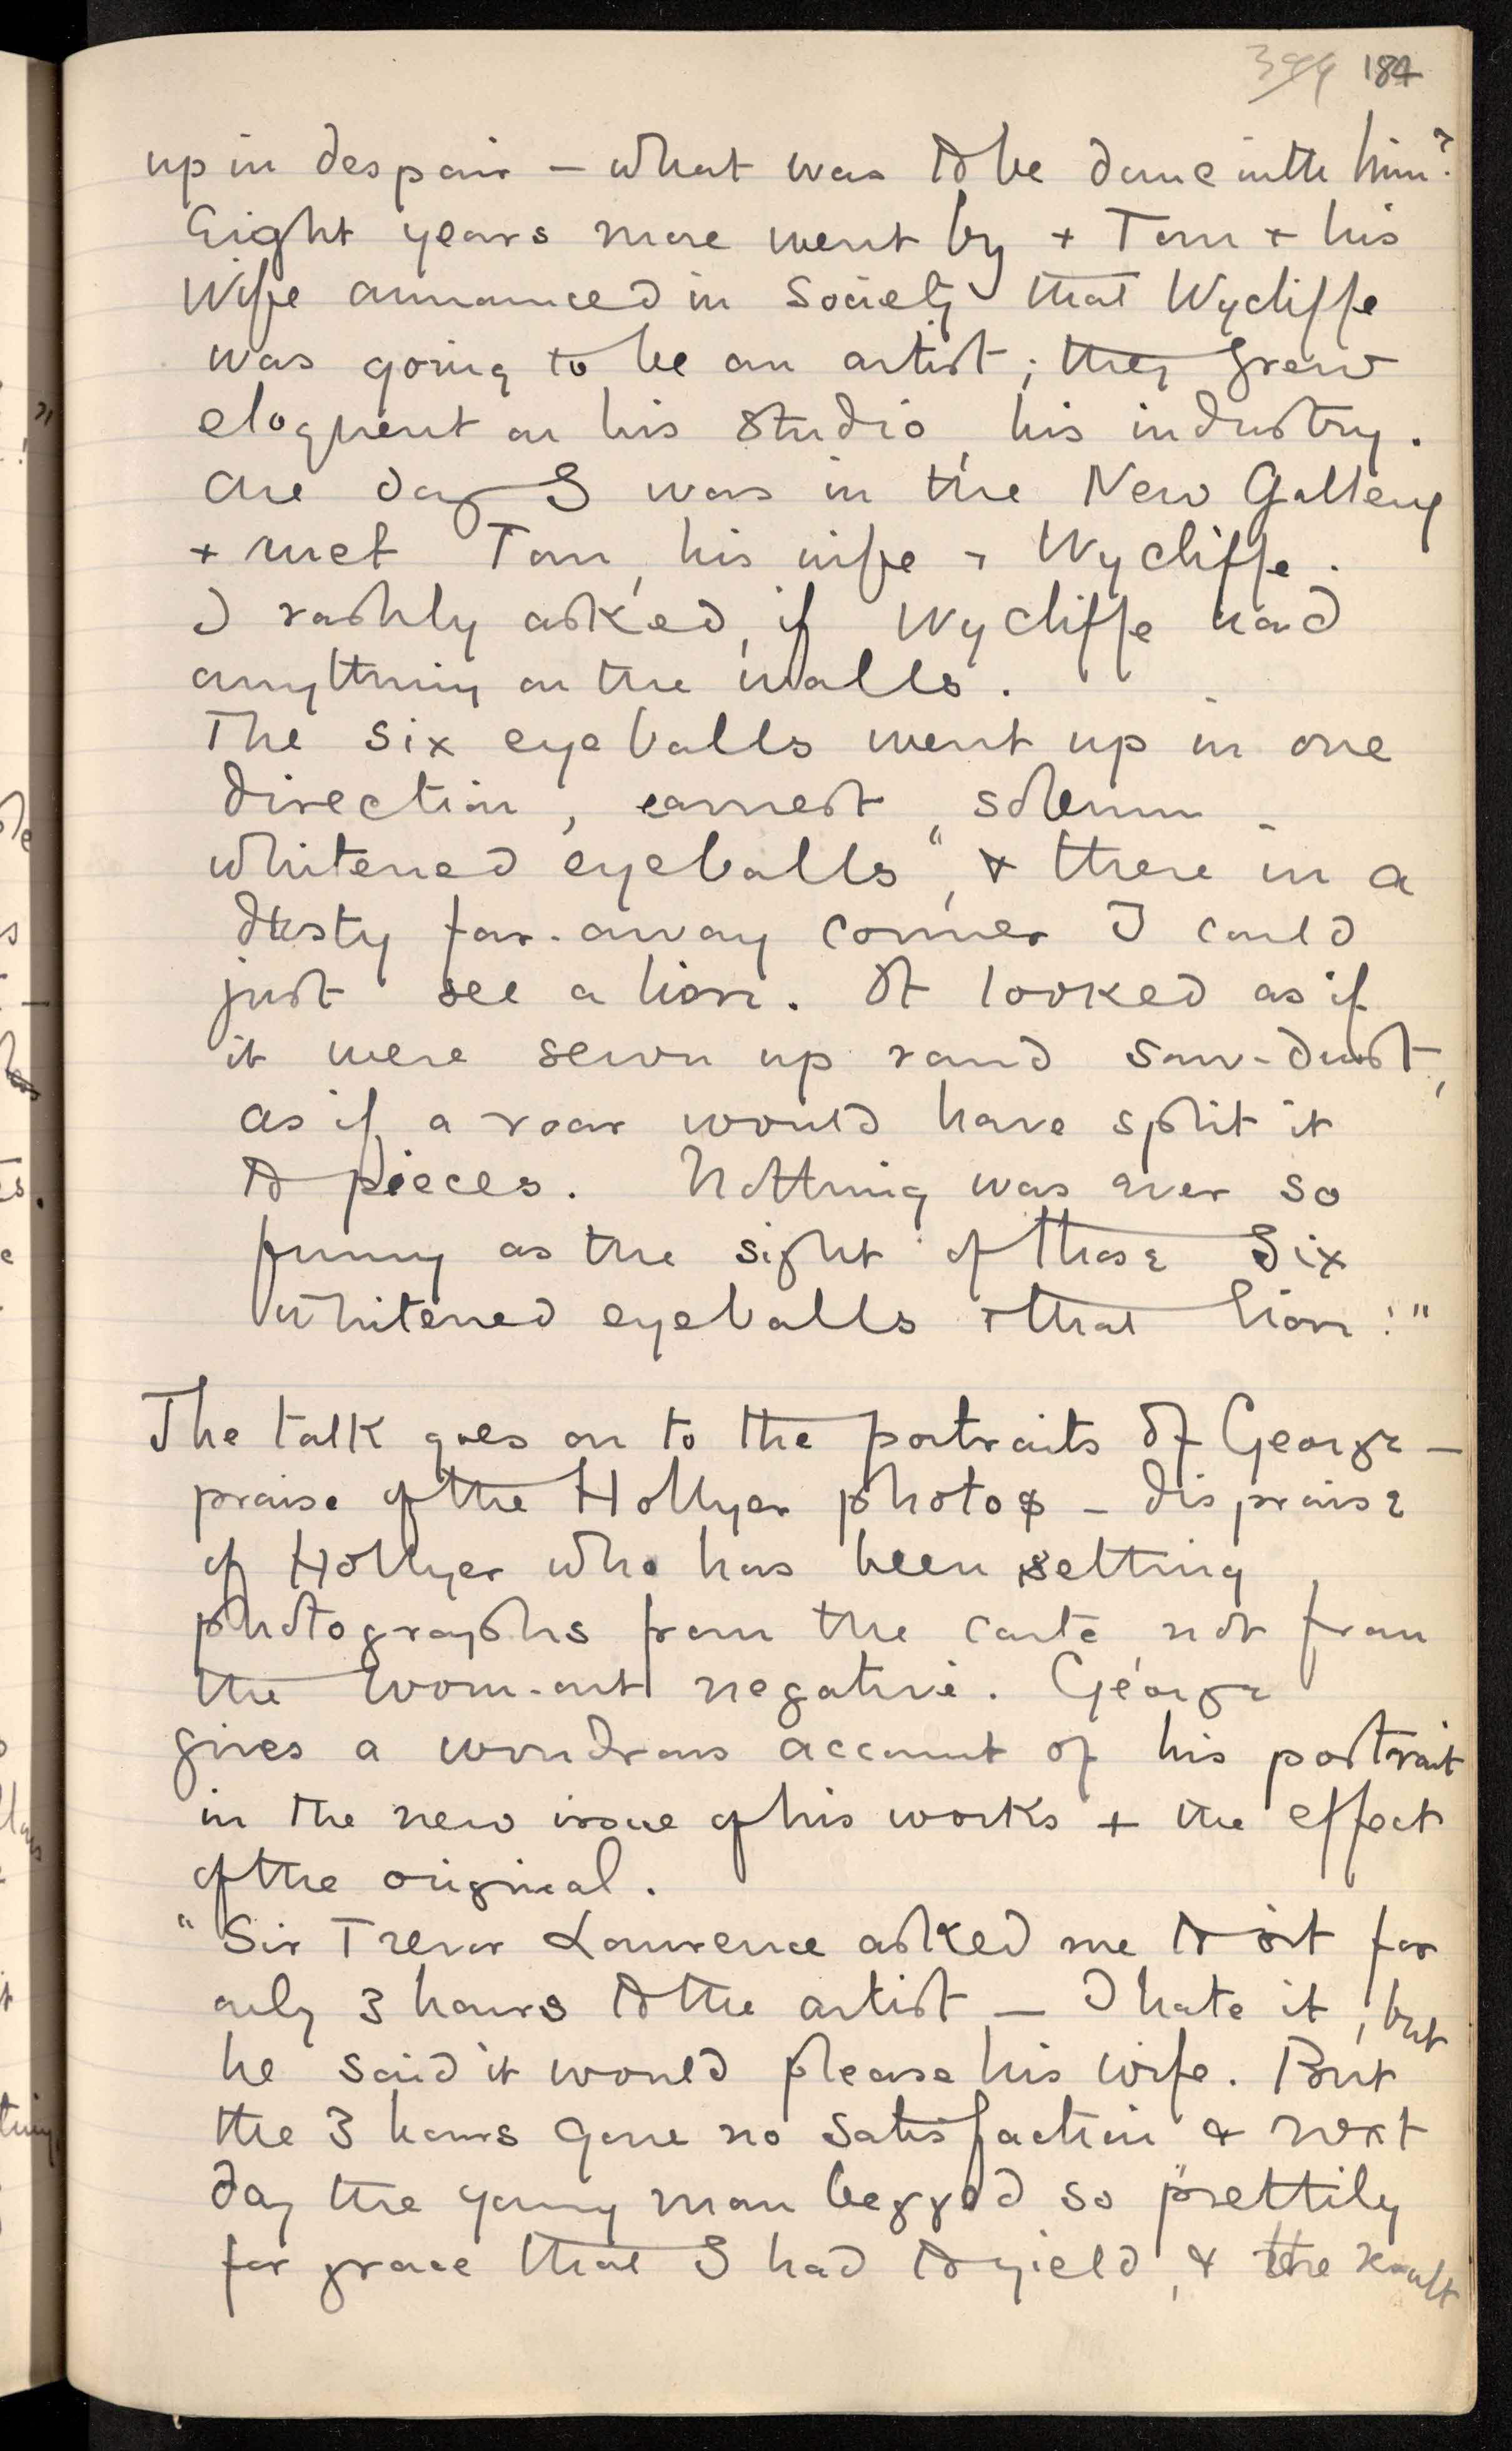 399 184
up in despair – what was to be done with him?
Eight years more went by + Tom + his
Wife announced in Society that Wycliffe
was going to be an artist; they grew
eloquent on his studio, his industry.
One day I was in the New Gallery
+ met Tom, his wife + Wycliffe.
I rashly asked, if Wycliffe had
anything on the walls.
The six eyeballs went up in one
direction, earnest, solemn –
whitened eyeballs", & there in a
dusty far-away corner I could
just see a lion. It looked as if
it were sewn up round saw-dust,
as if a roar would have split it
to pieces. Nothing was ever so
funny as the sight of those six
whitened eyeballs + that lion!"
The talk goes on to the portraits of George –
praise of the Hollyer photos – dispraise
of Hollyer who has been setting
photographs from the carte, not from
the worn-out negative. George
gives a wondrous account of his portrait
in the new issue of his works + the effect
of the original.
"Sir Trevor Lawrence asked me to sit for
only 3 hours to the artist – I hate it, but
he said it would please his wife. But
the 3 hours gave no satisfaction & next
day the young man begged so prettily
for grace that I had to yield, & the result